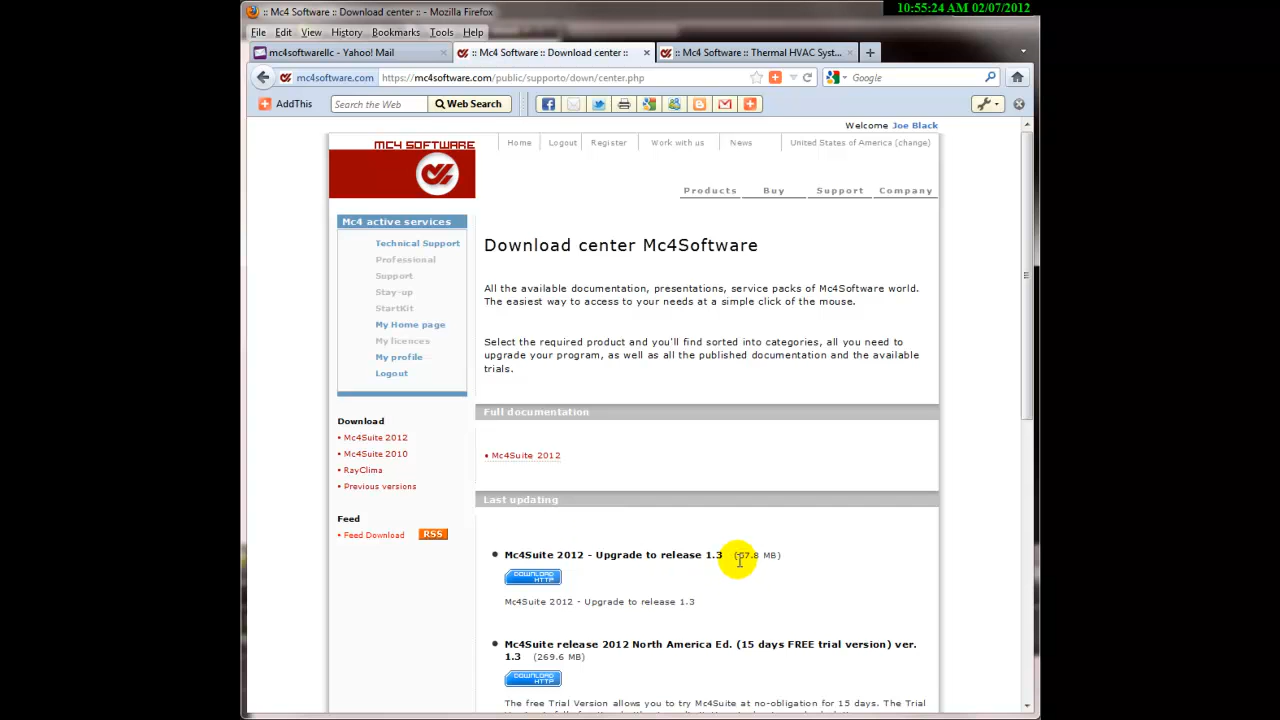 :: Mc4 Software :: Download center :: - Mozilla Firefox
10:55:24 AM 02/07/2012
File Edit View History Bookmarks Tools Help
mc4softwarellc - Yahoo! Mail
:: Mc4 Software :: Download center ::
:: Mc4 Software :: Thermal HVAC Syst...
mc4software.com
https://mc4software.com/public/supporto/down/center.php
Google
AddThis
Search the Web
Web Search
Welcome Joe Black
MC4 SOFTWARE
Home
Logout
Register
Work with us
News
United States of America (change)
Products
Buy
Support
Company
Mc4 active services
Technical Support
Professional
Support
Stay-up
StartKit
My Home page
My licences
My profile
Logout
Download
• Mc4Suite 2012
• Mc4Suite 2010
• RayClima
• Previous versions
Feed
• Feed Download
RSS
Download center Mc4Software
All the available documentation, presentations, service packs of Mc4Software world.
The easiest way to access to your needs at a simple click of the mouse.
Select the required product and you'll find sorted into categories, all you need to
upgrade your program, as well as all the published documentation and the available
trials.
Full documentation
• Mc4Suite 2012
Last updating
Mc4Suite 2012 - Upgrade to release 1.3
DOWNLOAD
HTTP
Mc4Suite 2012 - Upgrade to release 1.3
Mc4Suite release 2012 North America Ed. (15 days FREE trial version) ver.
1.3 (269.6 MB)
DOWNLOAD
HTTP
The free Trial Version allows you to try Mc4Suite at no-obligation for 15 days. The Trial